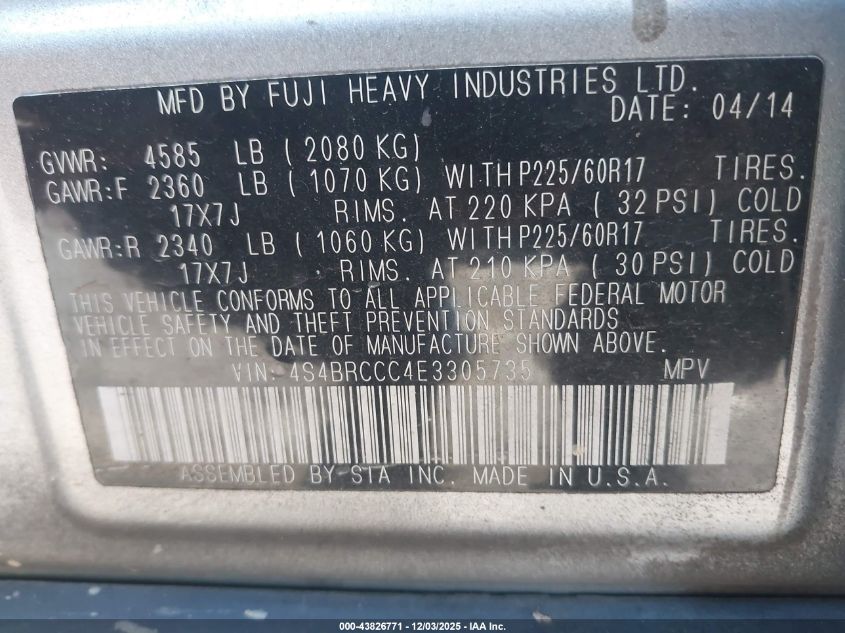 MFD BY FUJI HEAVY INDUSTRIES LTD.
DATE: 04/14
GVWR: 4585 LB ( 2080 KG)
GAWR:F 2360 LB ( 1070 KG) WITH P225/60R17 TIRES.
17X7J RIMS. AT 220 KPA ( 32 PSI) COLD
GAWR:R 2340 LB ( 1060 KG) WITH P225/60R17 TIRES.
17X7J RIMS. AT 210 KPA ( 30 PSI) COLD
THIS VEHICLE CONFORMS TO ALL APPLICABLE FEDERAL MOTOR
VEHICLE SAFETY AND THEFT PREVENTION STANDARDS
IN EFFECT ON THE DATE OF MANUFACTURE SHOWN ABOVE.
VIN: 4S4BRCCC4E3305735 MPV
ASSEMBLED BY SIA INC. MADE IN U.S.A.
000-43826771 - 12/03/2025 - IAA Inc.